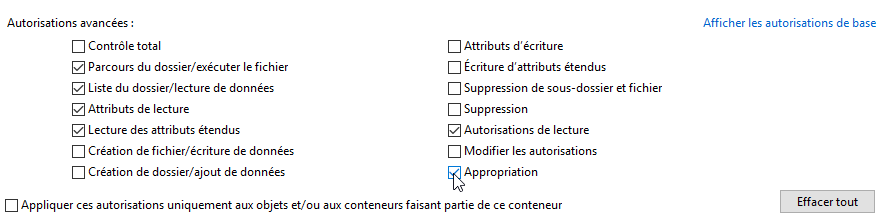 Autorisations avancées :
Afficher les autorisations de base
Contrôle total
Attributs d'écriture
Parcours du dossier/exécuter le fichier
Écriture d'attributs étendus
Liste du dossier/lecture de données
Suppression de sous-dossier et fichier
Attributs de lecture
Suppression
Lecture des attributs étendus
Autorisations de lecture
Création de fichier/écriture de données
Modifier les autorisations
Création de dossier/ajout de données
Appropriation
Appliquer ces autorisations uniquement aux objets et/ou aux conteneurs faisant partie de ce conteneur
Effacer tout